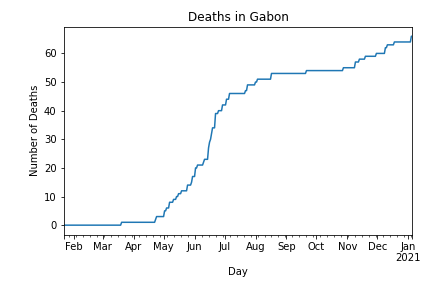 Deaths in Gabon
Number of Deaths
60
50
40
30
20
10
0
Feb Mar Apr May Jun Jul Aug Sep Oct Nov Dec Jan
2021
Day